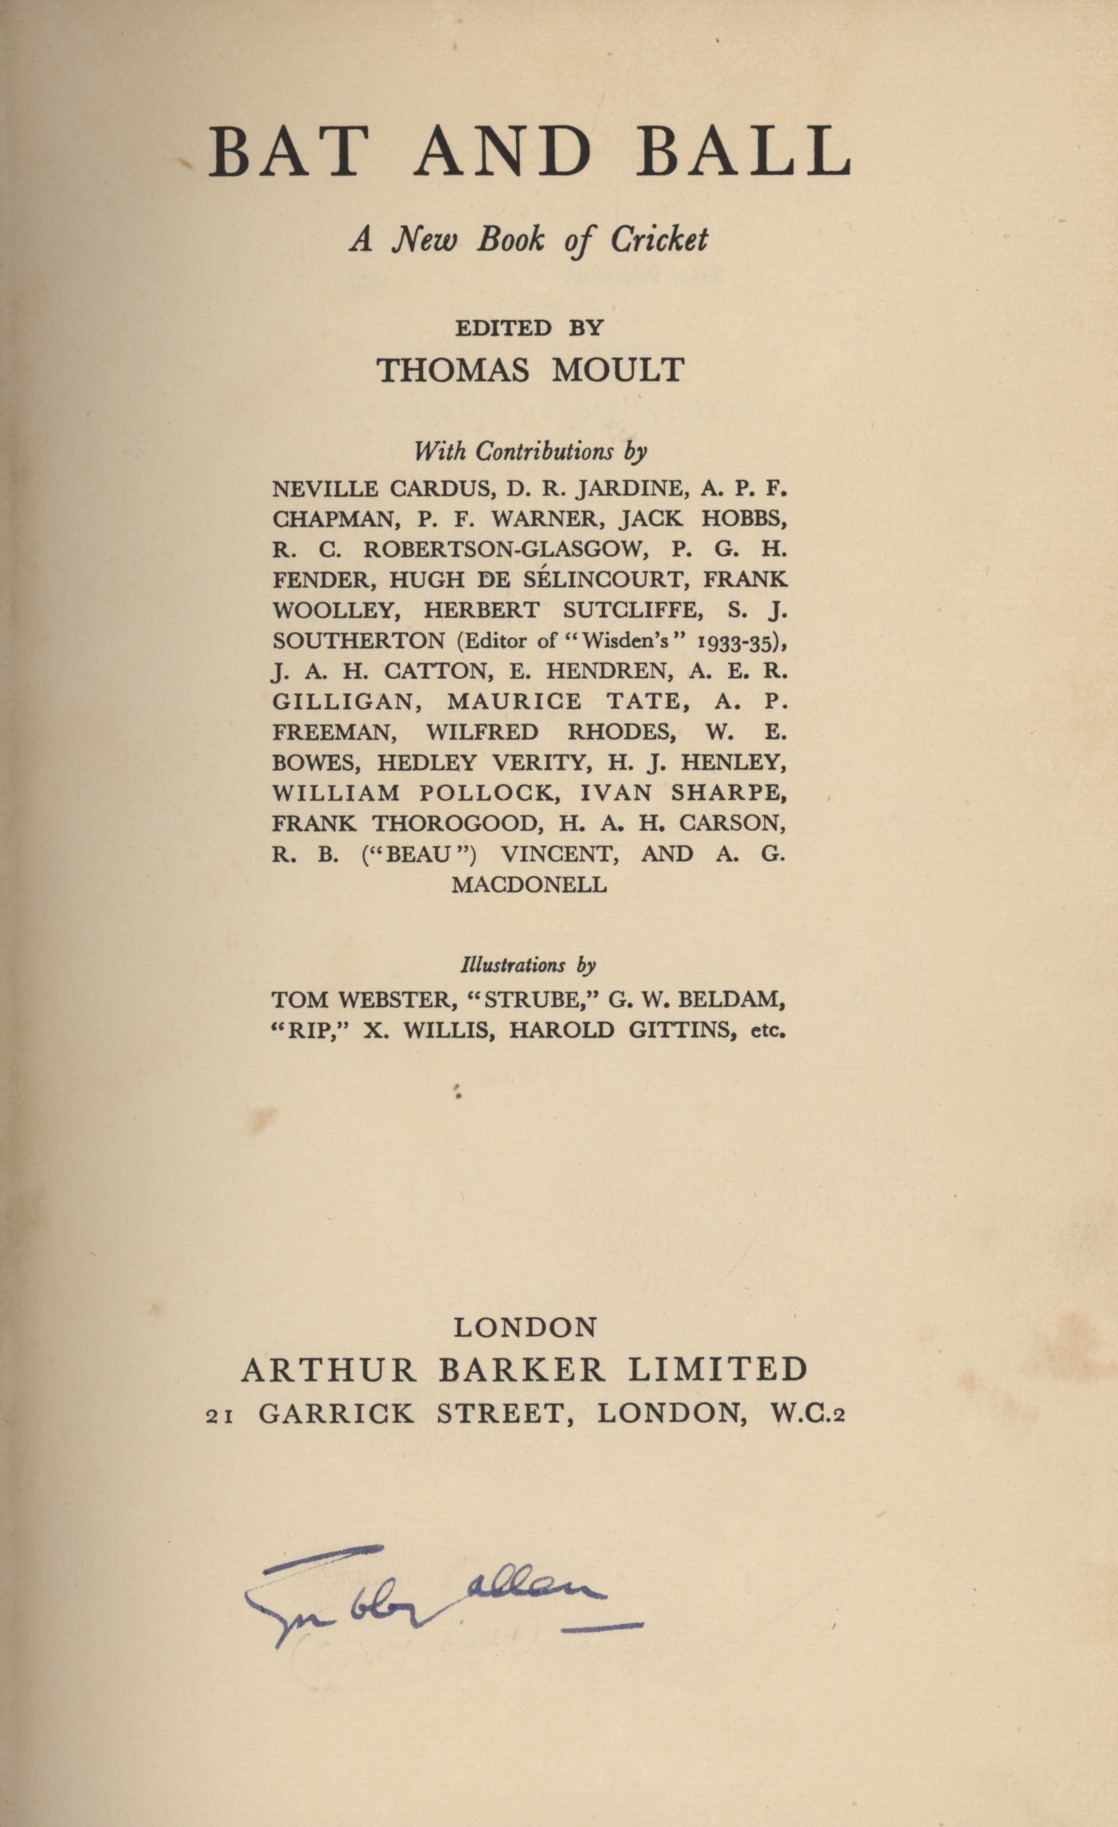 BAT AND BALL
A New Book of Cricket
EDITED BY
THOMAS MOULT
With Contributions by
NEVILLE CARDUS, D. R. JARDINE, A. P. F.
CHAPMAN, P. F. WARNER, JACK HOBBS,
R. C. ROBERTSON-GLASGOW, P. G. H.
FENDER, HUGH DE SÉLINCOURT, FRANK
WOOLLEY, HERBERT SUTCLIFFE, S. J.
SOUTHERTON (Editor of "Wisden's" 1933-35),
J. A. H. CATTON, E. HENDREN, A. E. R.
GILLIGAN, MAURICE TATE, A. P.
FREEMAN, WILFRED RHODES, W. E.
BOWES, HEDLEY VERITY, H. J. HENLEY,
WILLIAM POLLOCK, IVAN SHARPE,
FRANK THOROGOOD, H. A. H. CARSON,
R. B. ("BEAU") VINCENT, AND A. G.
MACDONELL
Illustrations by
TOM WEBSTER, "STRUBE," G. W. BELDAM,
"RIP," X. WILLIS, HAROLD GITTINS, etc.
LONDON
ARTHUR BARKER LIMITED
21 GARRICK STREET, LONDON, W.C.2
Gubby Allen